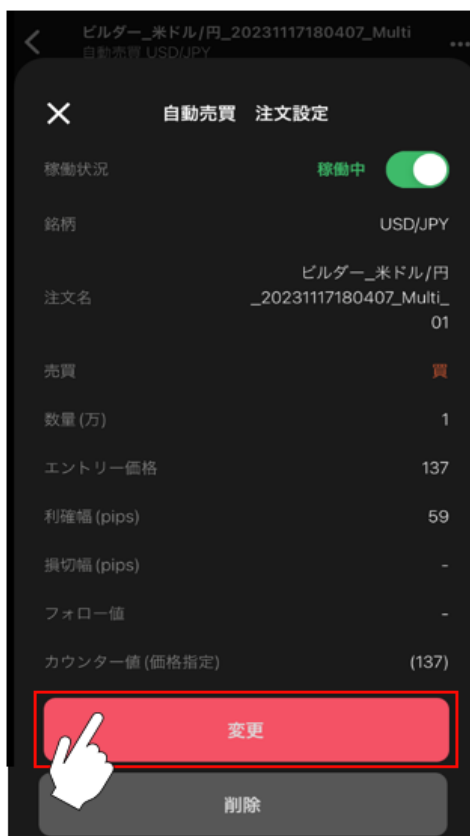 ビルダー_米ドル/円_20231117180407_Multi
自動売買 USD/JPY
自動売買 注文設定
稼働状況 稼働中
銘柄 USD/JPY
注文名 ビルダー_米ドル/円
_20231117180407_Multi_
01
売買 買
数量(万) 1
エントリー価格 137
利確幅(pips) 59
損切幅(pips) -
フォロー値 -
カウンター値(価格指定) (137)
変更
削除